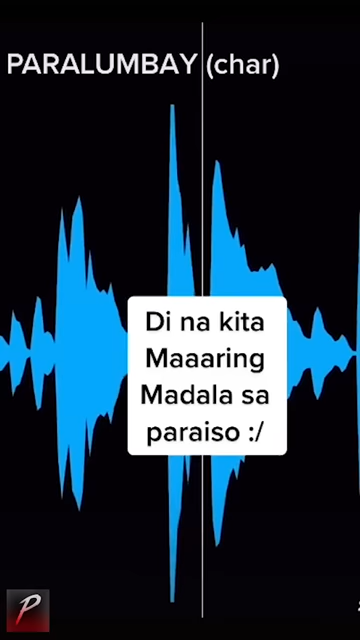 PARALUMBAY (char)
Di na kita
Maaaring
Madala sa
paraiso :/
P